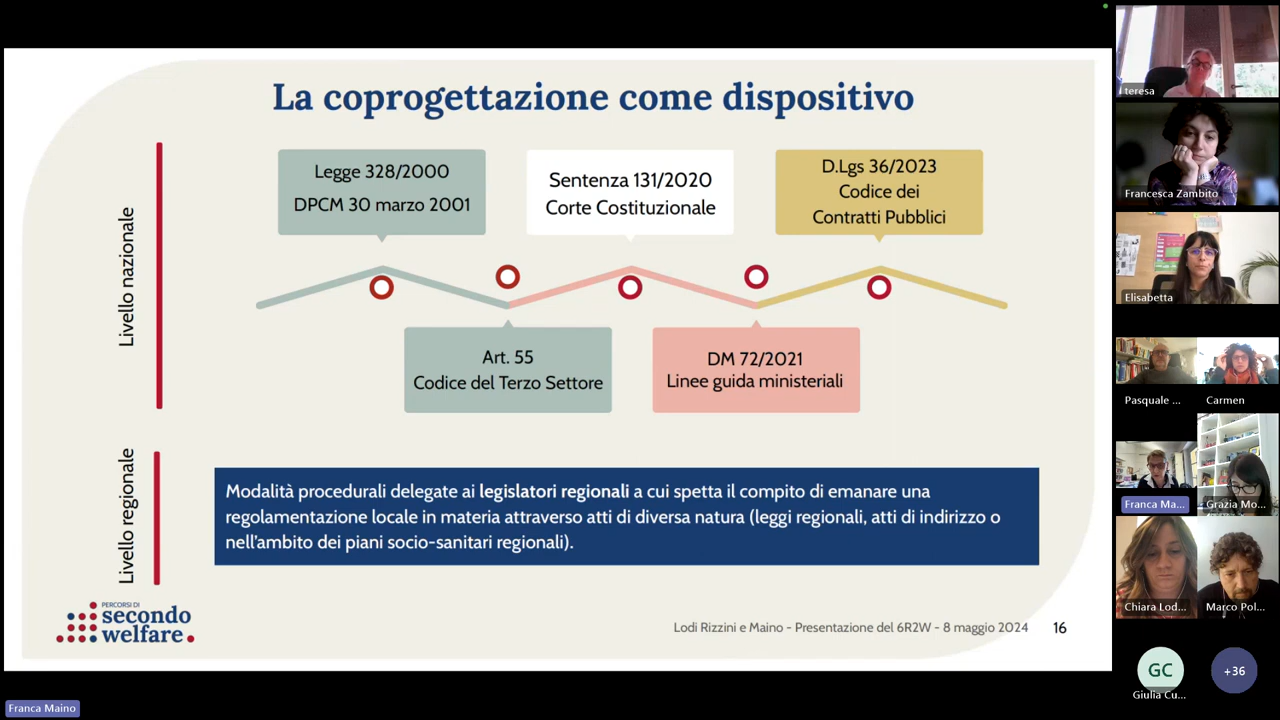 La coprogettazione come dispositivo
Livello nazionale
Legge 328/2000
DPCM 30 marzo 2001
Sentenza 131/2020
Corte Costituzionale
D.Lgs 36/2023
Codice dei
Contratti Pubblici
Art. 55
Codice del Terzo Settore
DM 72/2021
Linee guida ministeriali
Livello regionale
Modalità procedurali delegate ai legislatori regionali a cui spetta il compito di emanare una
regolamentazione locale in materia attraverso atti di diversa natura (leggi regionali, atti di indirizzo o
nell'ambito dei piani socio-sanitari regionali).
PERCORSI DI
secondo
welfare
Lodi Rizzini e Maino - Presentazione del 6R2W - 8 maggio 2024
16
Franca Maino
teresa
Francesca Zambito
Elisabetta
Pasquale ...
Carmen
Franca Ma...
Grazia Mo...
Chiara Lod...
Marco Pol...
GC
Giulia Cu...
+36